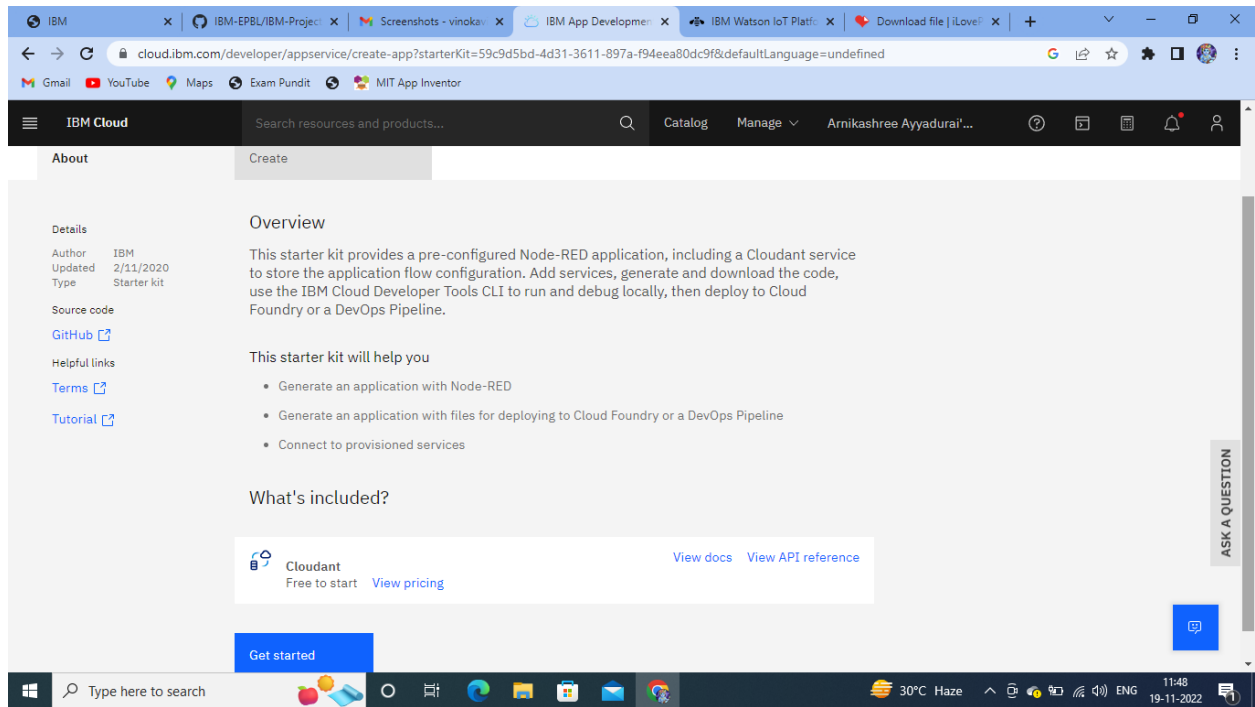 IBM
IBM-EPBL/IBM-Project
Screenshots - vinokavi
IBM App Developmen
IBM Watson IoT Platfo
Download file | iLoveP
cloud.ibm.com/developer/appservice/create-app?starterKit=59c9d5bd-4d31-3611-897a-f94eea80dc9f&defaultLanguage=undefined
Gmail YouTube Maps Exam Pundit MIT App Inventor
IBM Cloud Search resources and products... Catalog Manage Arnikashree Ayyadurai'...
About Create
Details
Author IBM
Updated 2/11/2020
Type Starter kit
Source code
GitHub
Helpful links
Terms
Tutorial
Overview
This starter kit provides a pre-configured Node-RED application, including a Cloudant service
to store the application flow configuration. Add services, generate and download the code,
use the IBM Cloud Developer Tools CLI to run and debug locally, then deploy to Cloud
Foundry or a DevOps Pipeline.
This starter kit will help you
• Generate an application with Node-RED
• Generate an application with files for deploying to Cloud Foundry or a DevOps Pipeline
• Connect to provisioned services
What's included?
Cloudant View docs View API reference
Free to start View pricing
Get started
ASK A QUESTION
Type here to search 30°C Haze ENG 11:48
19-11-2022
1